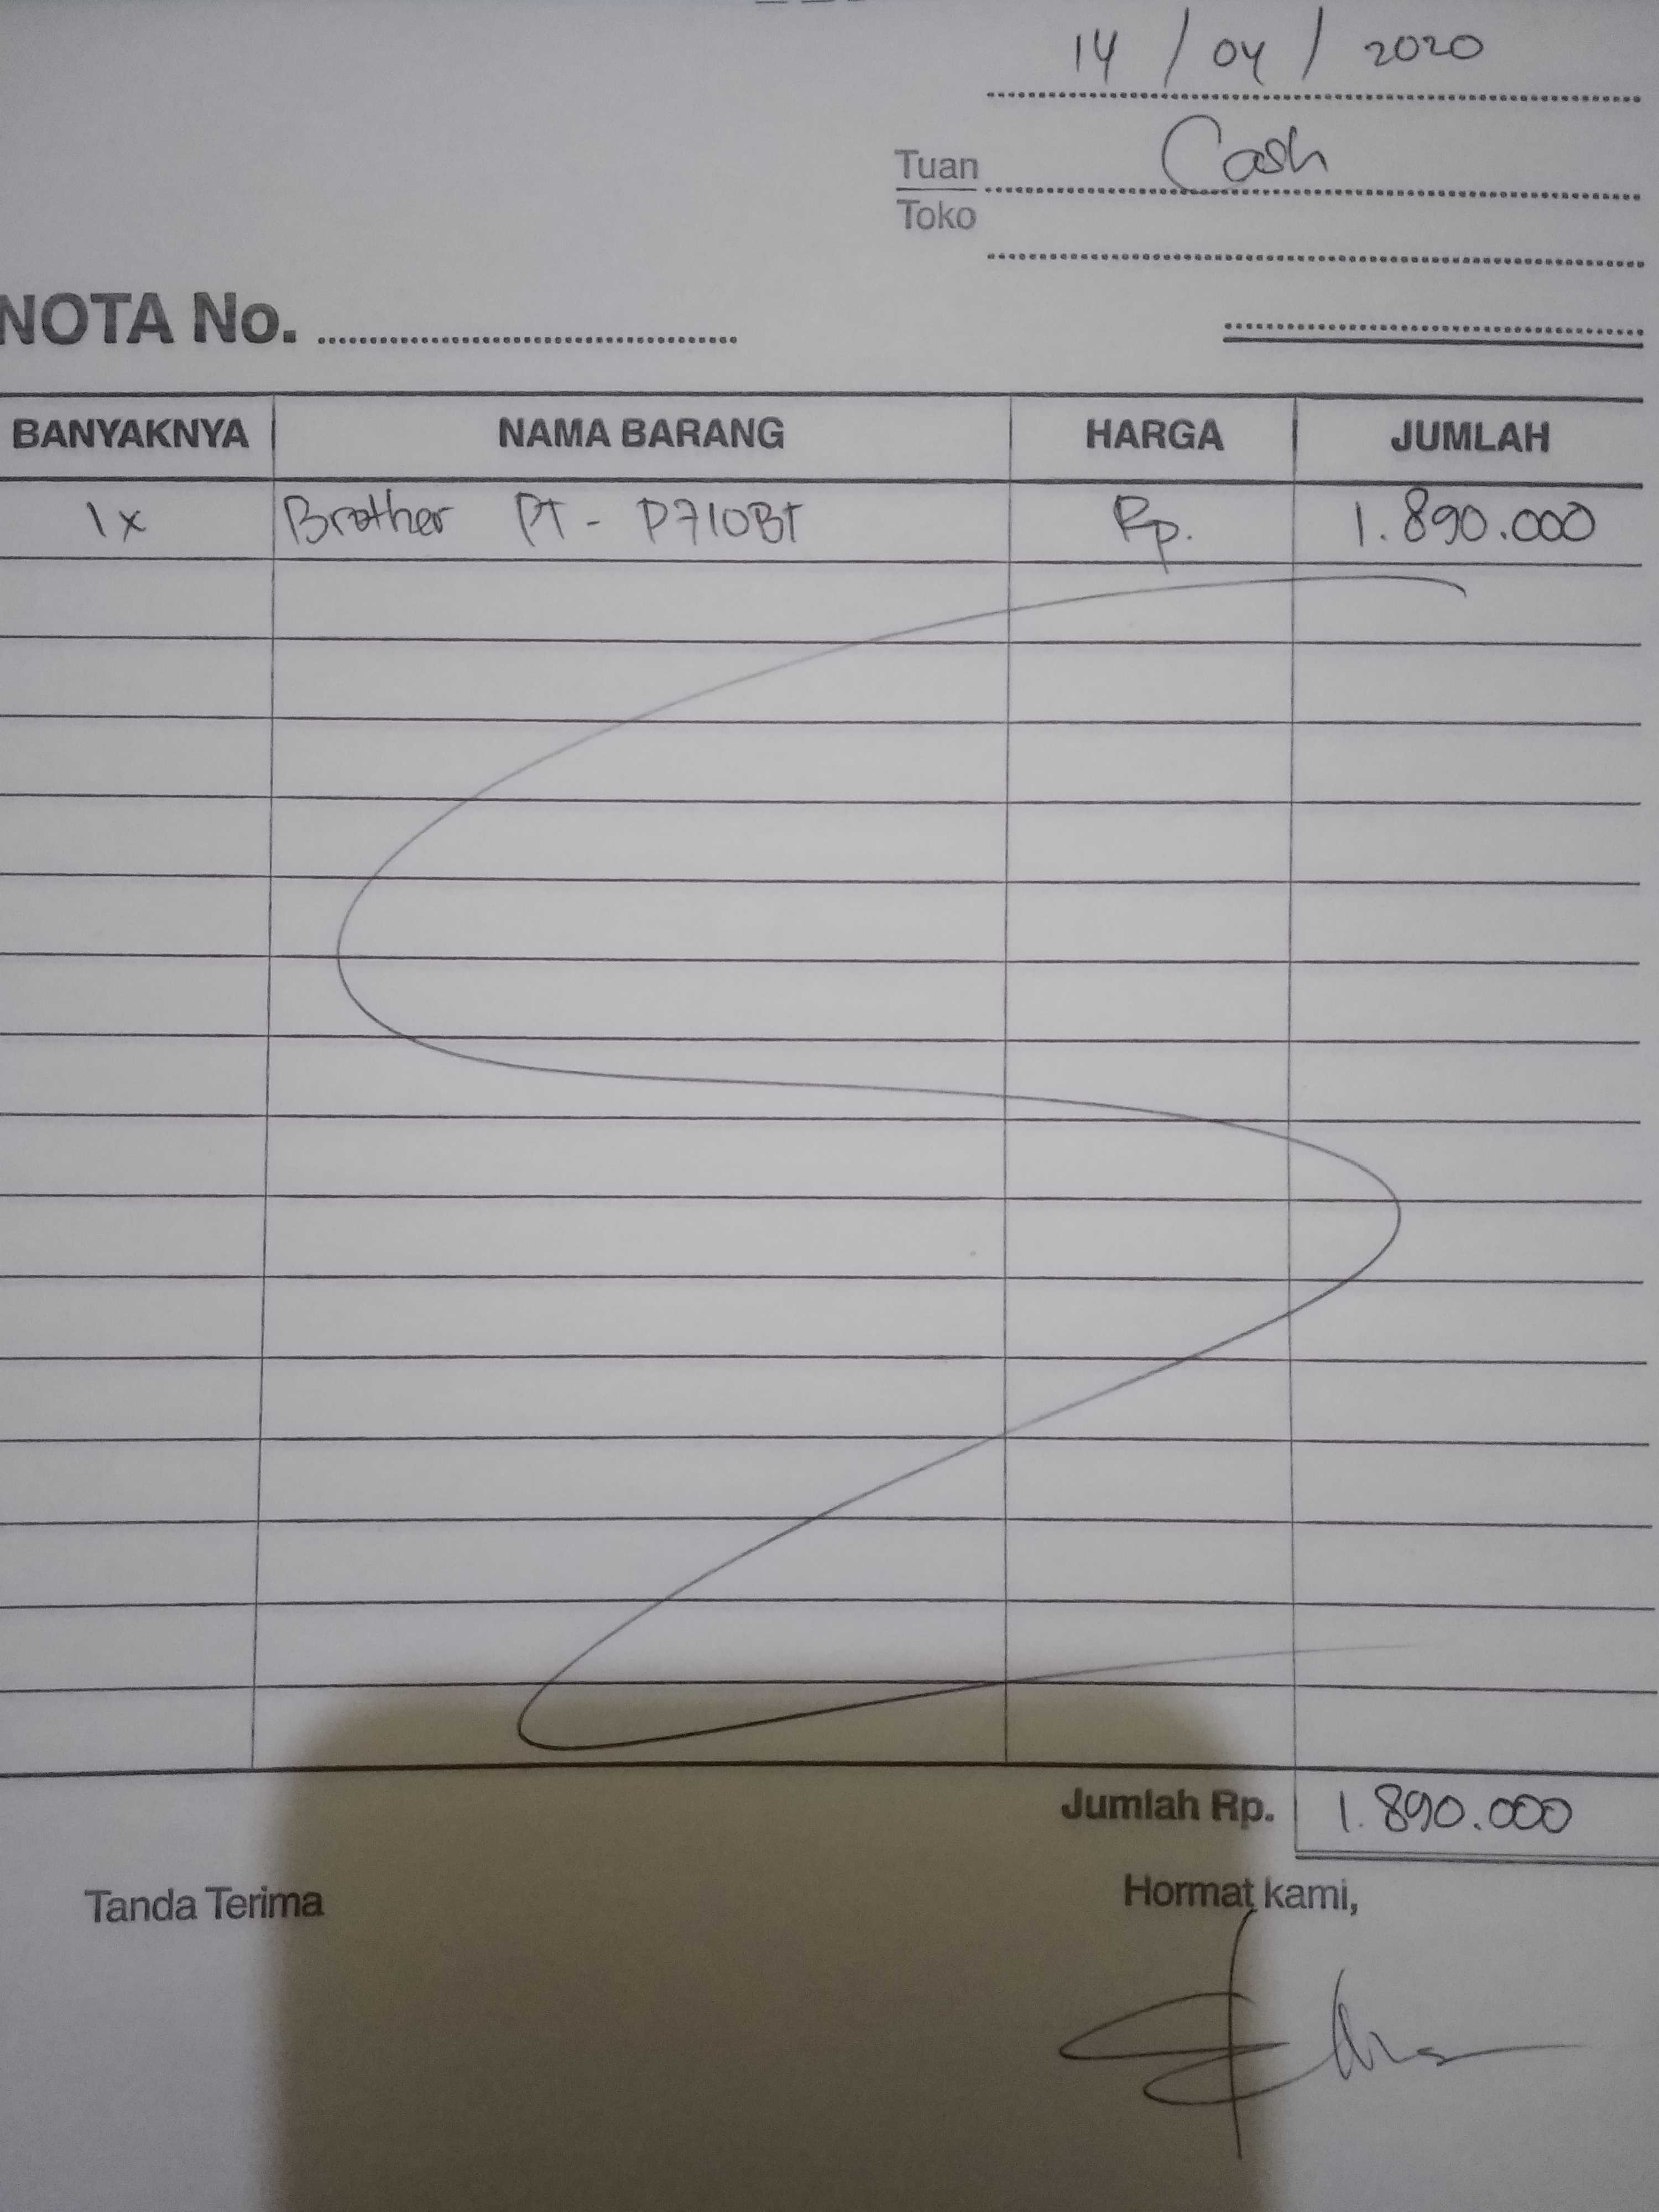 14 / 04 / 2020
Tuan Cash
Toko
NOTA No.
BANYAKNYA NAMA BARANG HARGA JUMLAH
1x Brother PT - P710BT Rp. 1.890.000
Jumlah Rp. 1.890.000
Tanda Terima Hormat kami,